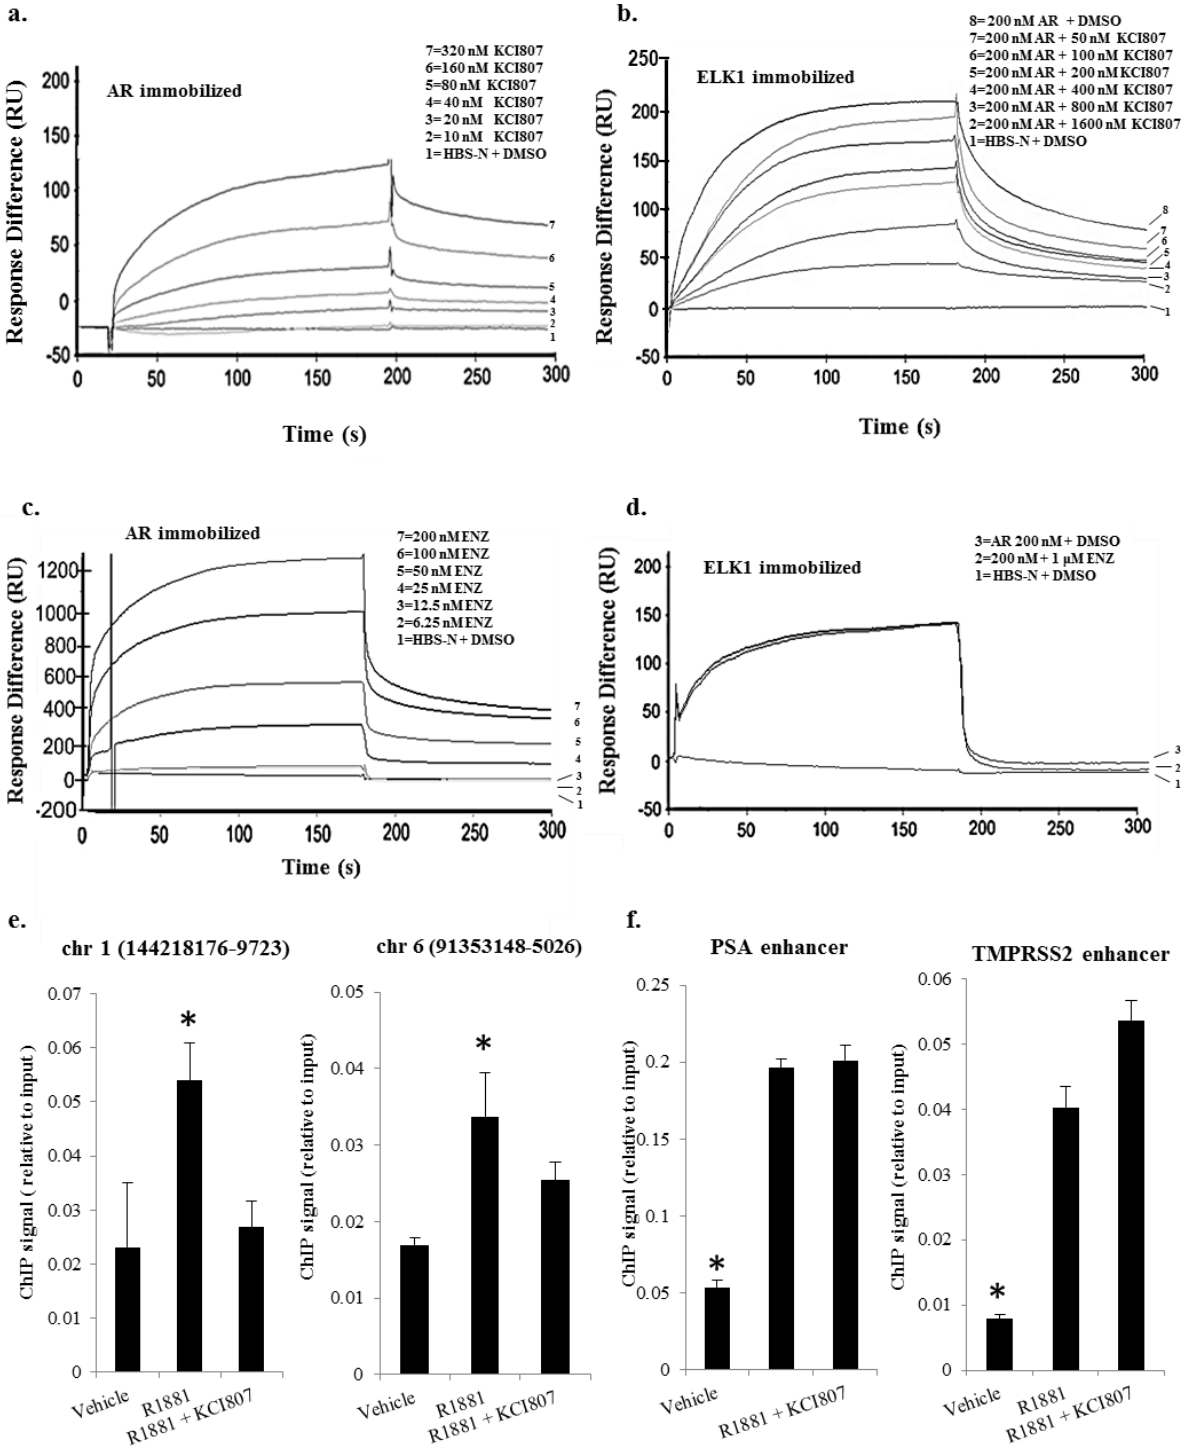 a.
AR immobilized
7=320 nM KCI807
6=160 nM KCI807
5=80 nM KCI807
4=40 nM KCI807
3=20 nM KCI807
2=10 nM KCI807
1=HBS-N + DMSO
Response Difference (RU)
200
150
100
50
0
-50
7
6
5
4
3
2
1
0 50 100 150 200 250 300
Time (s)
b.
ELK1 immobilized
8=200 nM AR + DMSO
7=200 nM AR + 50 nM KCI807
6=200 nM AR + 100 nM KCI807
5=200 nM AR + 200 nM KCI807
4=200 nM AR + 400 nM KCI807
3=200 nM AR + 800 nM KCI807
2=200 nM AR + 1600 nM KCI807
1=HBS-N + DMSO
Response Difference (RU)
250
200
150
100
50
0
-50
8
7
6
5
4
3
2
1
0 50 100 150 200 250 300
Time (s)
c.
AR immobilized
7=200 nM ENZ
6=100 nM ENZ
5=50 nM ENZ
4=25 nM ENZ
3=12.5 nM ENZ
2=6.25 nM ENZ
1=HBS-N + DMSO
Response Difference (RU)
1200
1000
800
600
400
200
0
-200
7
6
5
4
3
2
1
0 50 100 150 200 250 300
Time (s)
d.
ELK1 immobilized
3=AR 200 nM + DMSO
2=200 nM + 1 µM ENZ
1=HBS-N + DMSO
Response Difference (RU)
200
150
100
50
0
-50
3
2
1
0 50 100 150 200 250 300
e.
chr 1 (144218176-9723)
ChIP signal ( relative to input )
0.07
0.06
0.05
0.04
0.03
0.02
0.01
0
*
Vehicle
R1881
R1881 + KCI807
chr 6 (91353148-5026)
ChIP signal (relative to input)
0.05
0.04
0.03
0.02
0.01
0
*
Vehicle
R1881
R1881 + KCI807
f.
PSA enhancer
ChIP signal (relative to input)
0.25
0.2
0.15
0.1
0.05
0
*
Vehicle
R1881
R1881 + KCI807
TMPRSS2 enhancer
ChIP signal (relative to input)
0.06
0.05
0.04
0.03
0.02
0.01
0
*
Vehicle
R1881
R1881 + KCI807